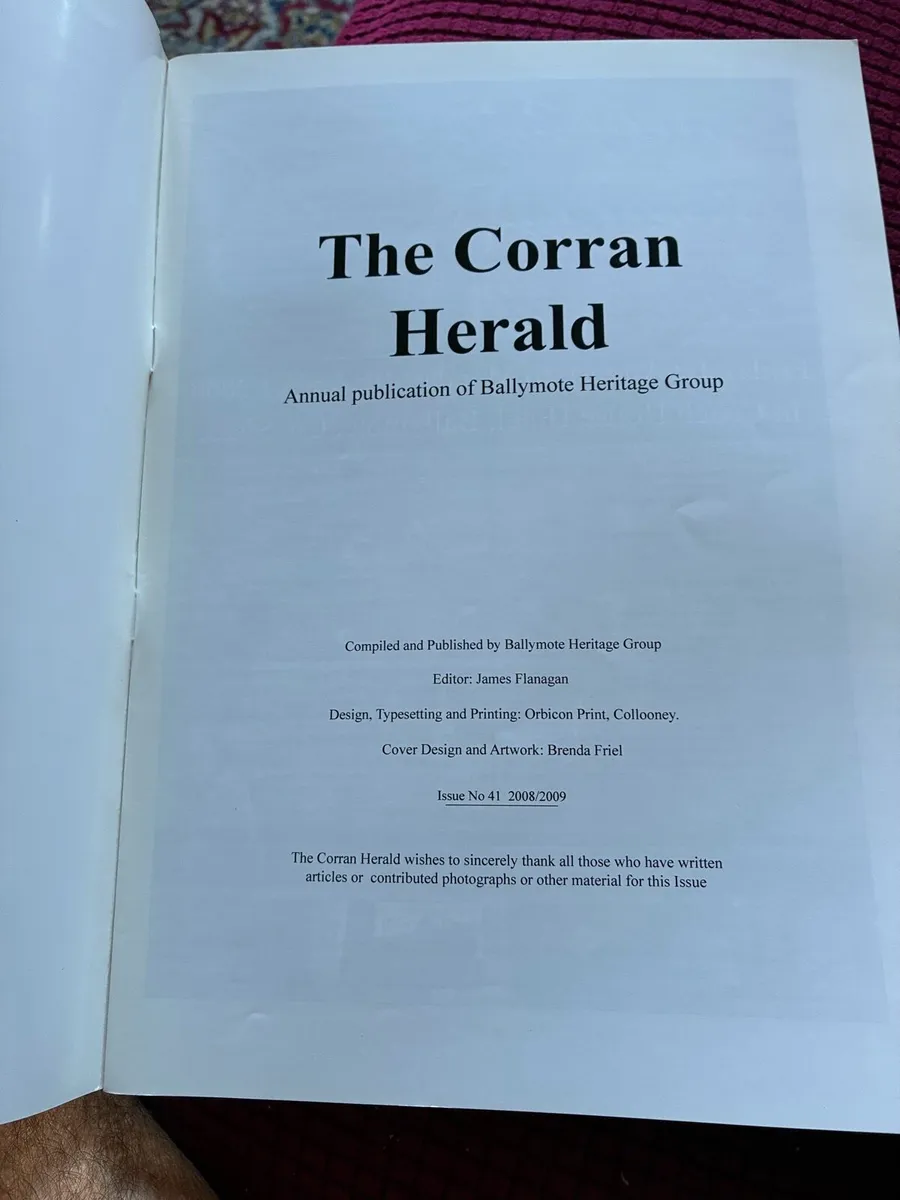 The Corran
Herald
Annual publication of Ballymote Heritage Group
Compiled and Published by Ballymote Heritage Group
Editor: James Flanagan
Design, Typesetting and Printing: Orbicon Print, Collooney.
Cover Design and Artwork: Brenda Friel
Issue No 41 2008/2009
The Corran Herald wishes to sincerely thank all those who have written
articles or contributed photographs or other material for this Issue